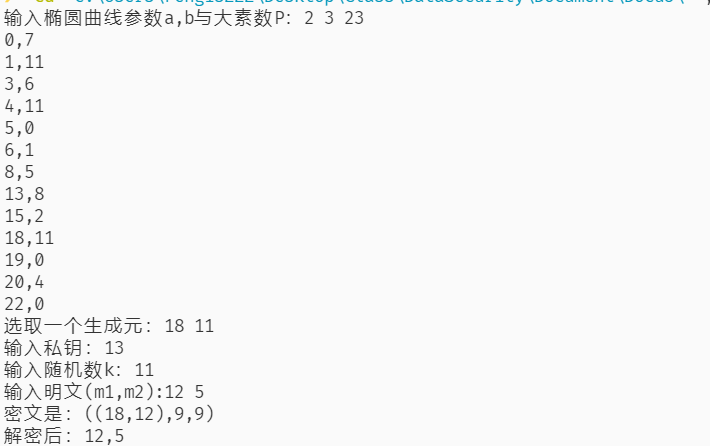 输入椭圆曲线参数a,b与大素数P: 2 3 23
0,7
1,11
3,6
4,11
5,0
6,1
8,5
13,8
15,2
18,11
19,0
20,4
22,0
选取一个生成元: 18 11
输入私钥: 13
输入随机数k: 11
输入明文(m1,m2):12 5
密文是: ((18,12),9,9)
解密后: 12,5